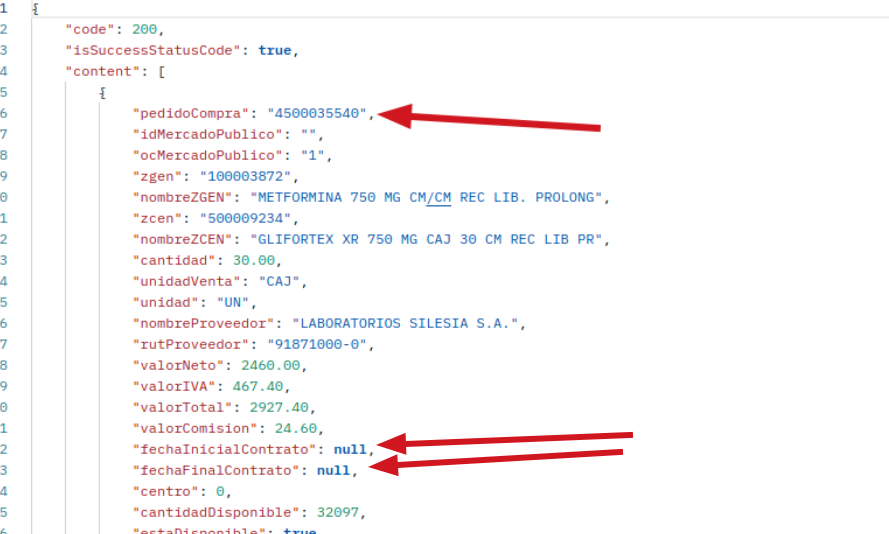 1 {
2 "code": 200,
3 "isSuccessStatusCode": true,
4 "content": [
5 {
6 "pedidoCompra": "4500035540",
7 "idMercadoPublico": "",
8 "ocMercadoPublico": "1",
9 "zgen": "100003872",
0 "nombreZGEN": "METFORMINA 750 MG CM/CM REC LIB. PROLONG",
1 "zcen": "500009234",
2 "nombreZCEN": "GLIFORTEX XR 750 MG CAJ 30 CM REC LIB PR",
3 "cantidad": 30.00,
4 "unidadVenta": "CAJ",
5 "unidad": "UN",
6 "nombreProveedor": "LABORATORIOS SILESIA S.A.",
7 "rutProveedor": "91871000-0",
8 "valorNeto": 2460.00,
9 "valorIVA": 467.40,
0 "valorTotal": 2927.40,
1 "valorComision": 24.60,
2 "fechaInicialContrato": null,
3 "fechaFinalContrato": null,
4 "centro": 0,
5 "cantidadDisponible": 32097,
6 "estaDisponible": true